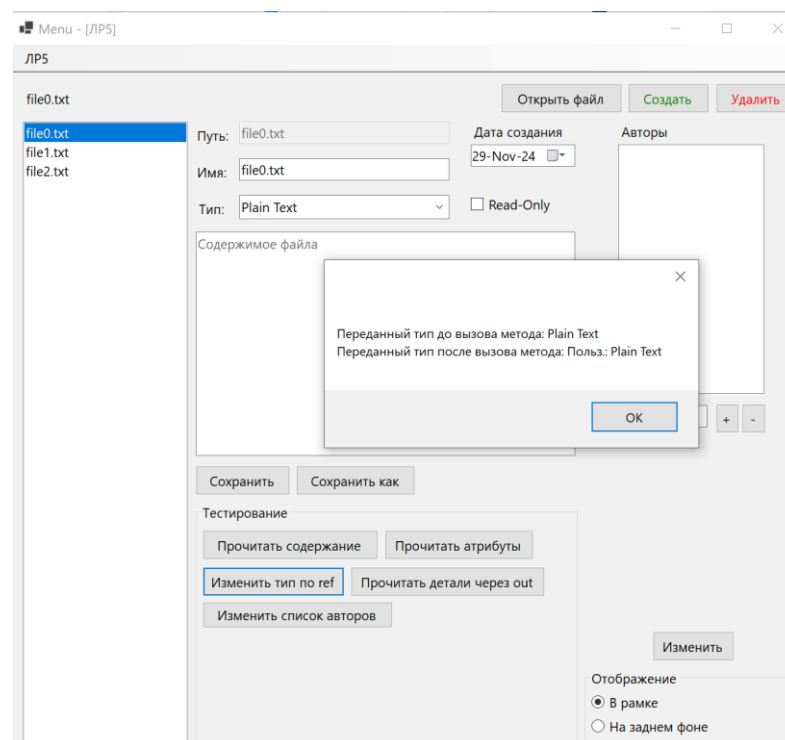 Menu - [ЛР5]
ЛР5
file0.txt
Открыть файл
Создать
Удалить
file0.txt
file1.txt
file2.txt
Путь: file0.txt
Имя: file0.txt
Тип: Plain Text
Дата создания
29-Nov-24
Read-Only
Авторы
Содержимое файла
Переданный тип до вызова метода: Plain Text
Переданный тип после вызова метода: Польз.: Plain Text
OK
+ -
Сохранить
Сохранить как
Тестирование
Прочитать содержание
Прочитать атрибуты
Изменить тип по ref
Прочитать детали через out
Изменить список авторов
Изменить
Отображение
В рамке
На заднем фоне